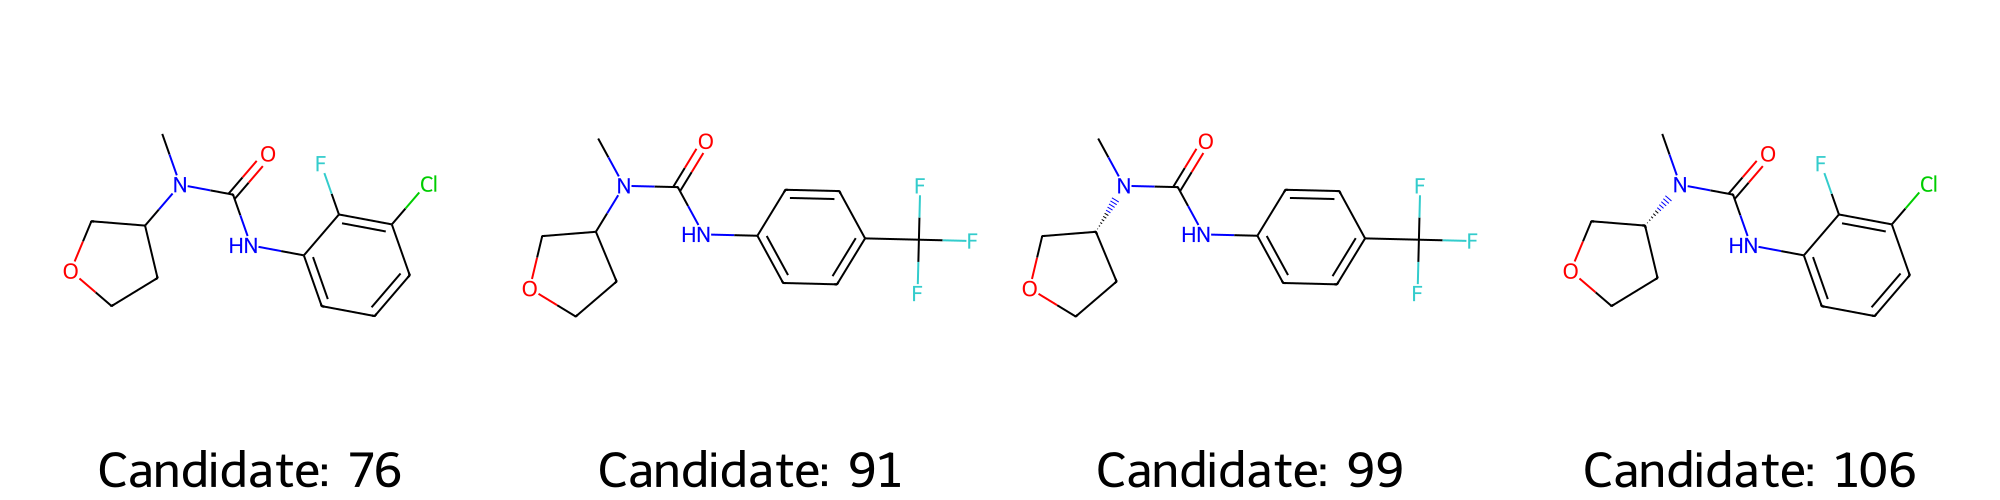 N
O
F
Cl
HN
O
N
O
HN
F
F
F
O
N
O
HN
F
F
F
O
N
O
F
Cl
HN
O
Candidate: 76
Candidate: 91
Candidate: 99
Candidate: 106